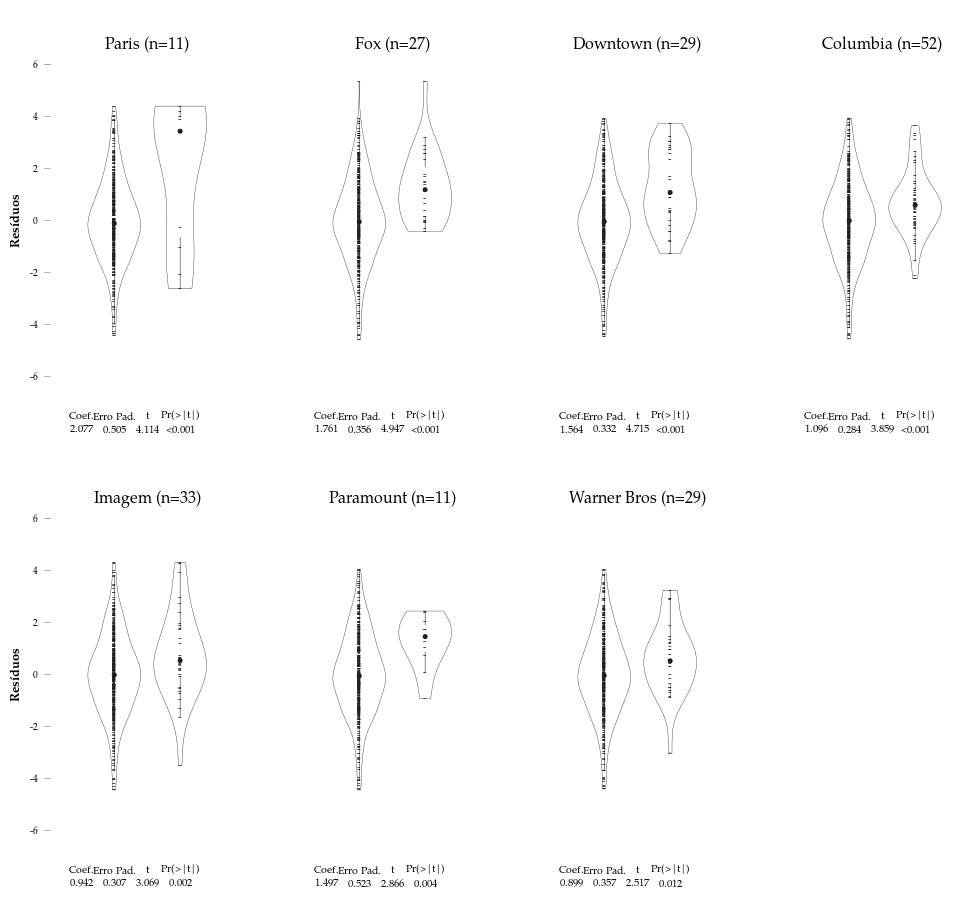 Paris (n=11) Fox (n=27) Downtown (n=29) Columbia (n=52)
6
4
2
0
-2
-4
-6
Resíduos
Coef. Erro Pad. t Pr(>|t|) Coef. Erro Pad. t Pr(>|t|) Coef. Erro Pad. t Pr(>|t|) Coef. Erro Pad. t Pr(>|t|)
2.077 0.505 4.114 <0.001 1.761 0.356 4.947 <0.001 1.564 0.332 4.715 <0.001 1.096 0.284 3.859 <0.001
Imagem (n=33) Paramount (n=11) Warner Bros (n=29)
6
4
2
0
-2
-4
-6
Resíduos
Coef. Erro Pad. t Pr(>|t|) Coef. Erro Pad. t Pr(>|t|) Coef. Erro Pad. t Pr(>|t|)
0.942 0.307 3.069 0.002 1.497 0.523 2.866 0.004 0.899 0.357 2.517 0.012